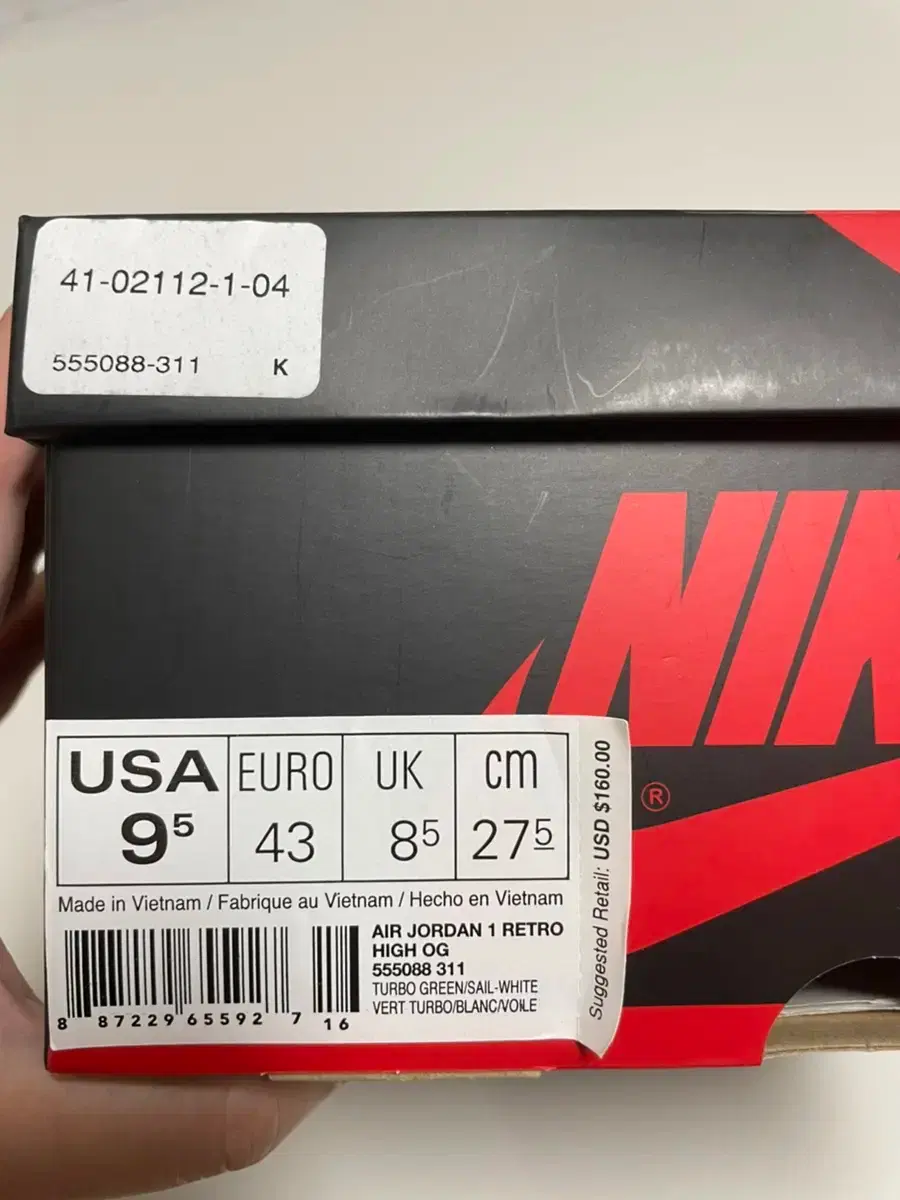 41-02112-1-04
555088-311 K
NIK
®
USA EURO UK cm
9⁵ 43 8⁵ 27⁵
Made in Vietnam / Fabrique au Vietnam / Hecho en Vietnam
AIR JORDAN 1 RETRO
HIGH OG
555088 311
TURBO GREEN/SAIL-WHITE
VERT TURBO/BLANC/VOILE
8 87229 65592 7 16
Suggested Retail: USD $160.00